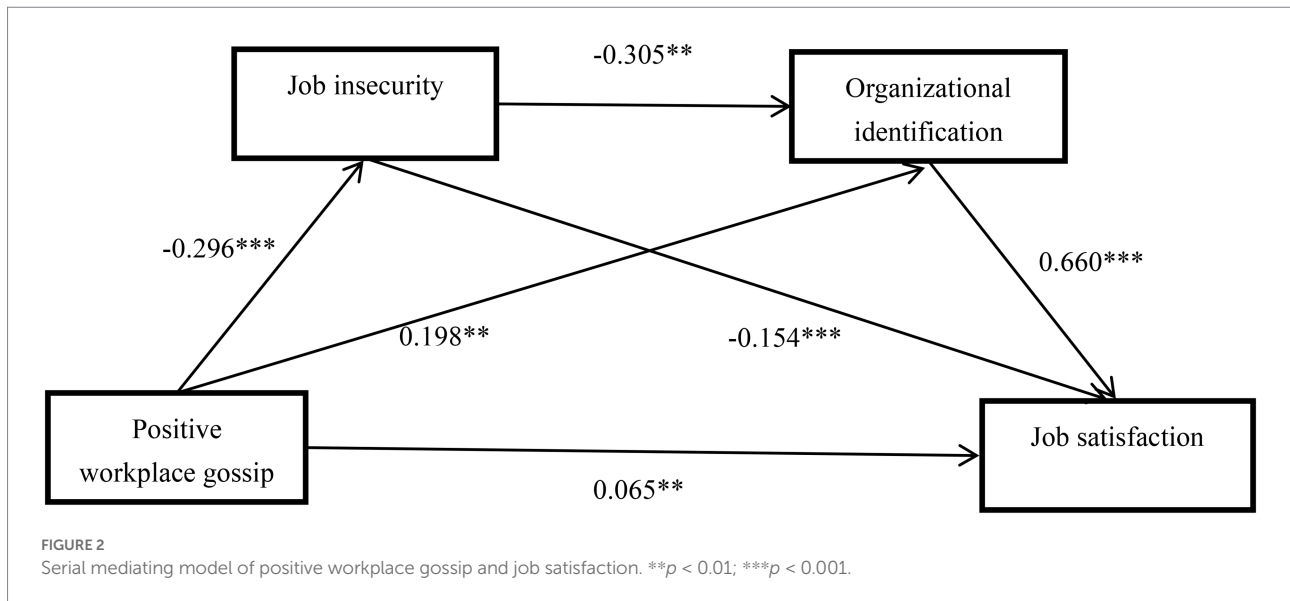 -0.305**
Job insecurity
Organizational
identification
-0.296***
0.660***
0.198**
-0.154***
Positive
workplace gossip
Job satisfaction
0.065**
FIGURE 2
Serial mediating model of positive workplace gossip and job satisfaction. **p < 0.01; ***p < 0.001.